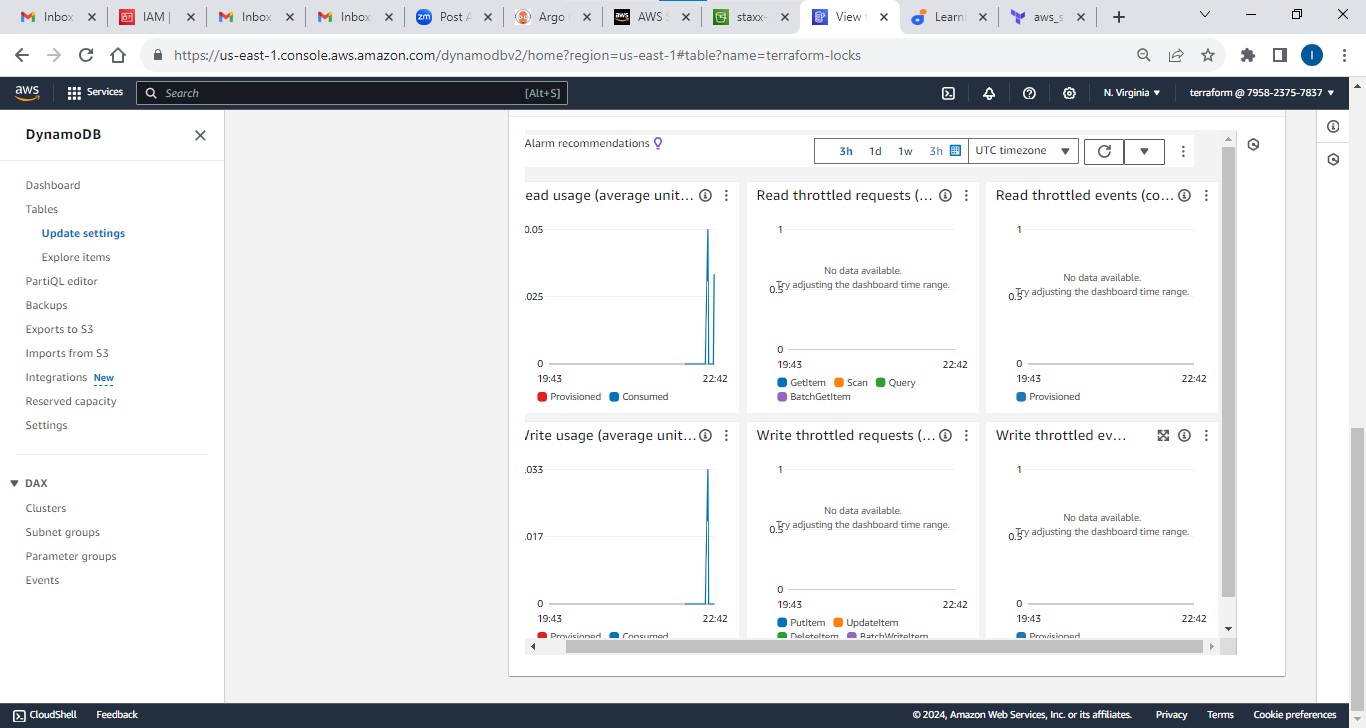 Inbox
IAM |
Inbox
Inbox
zm
Post A
Argo
aws
AWS S
staxx-
View t
Learni
aws_s
https://us-east-1.console.aws.amazon.com/dynamodbv2/home?region=us-east-1#table?name=terraform-locks
I
aws
Services
Search
[Alt+S]
N. Virginia
terraform @ 7958-2375-7837
DynamoDB
Dashboard
Tables
Update settings
Explore items
PartiQL editor
Backups
Exports to S3
Imports from S3
Integrations New
Reserved capacity
Settings
DAX
Clusters
Subnet groups
Parameter groups
Events
Alarm recommendations
3h 1d 1w 3h
UTC timezone
ead usage (average unit...
0.05
.025
0
19:43 22:42
Provisioned Consumed
Read throttled requests (...
1
No data available.
Try adjusting the dashboard time range.
0.5
0
19:43 22:42
GetItem Scan Query
BatchGetItem
Read throttled events (co...
1
No data available.
Try adjusting the dashboard time range.
0.5
0
19:43 22:42
Provisioned
Write usage (average unit...
.033
.017
0
19:43 22:42
Provisioned Consumed
Write throttled requests (...
1
No data available.
Try adjusting the dashboard time range.
0.5
0
19:43 22:42
PutItem UpdateItem
DeleteItem BatchWriteItem
Write throttled ev...
1
No data available.
Try adjusting the dashboard time range.
0.5
0
19:43 22:42
Provisioned
CloudShell
Feedback
© 2024, Amazon Web Services, Inc. or its affiliates.
Privacy
Terms
Cookie preferences